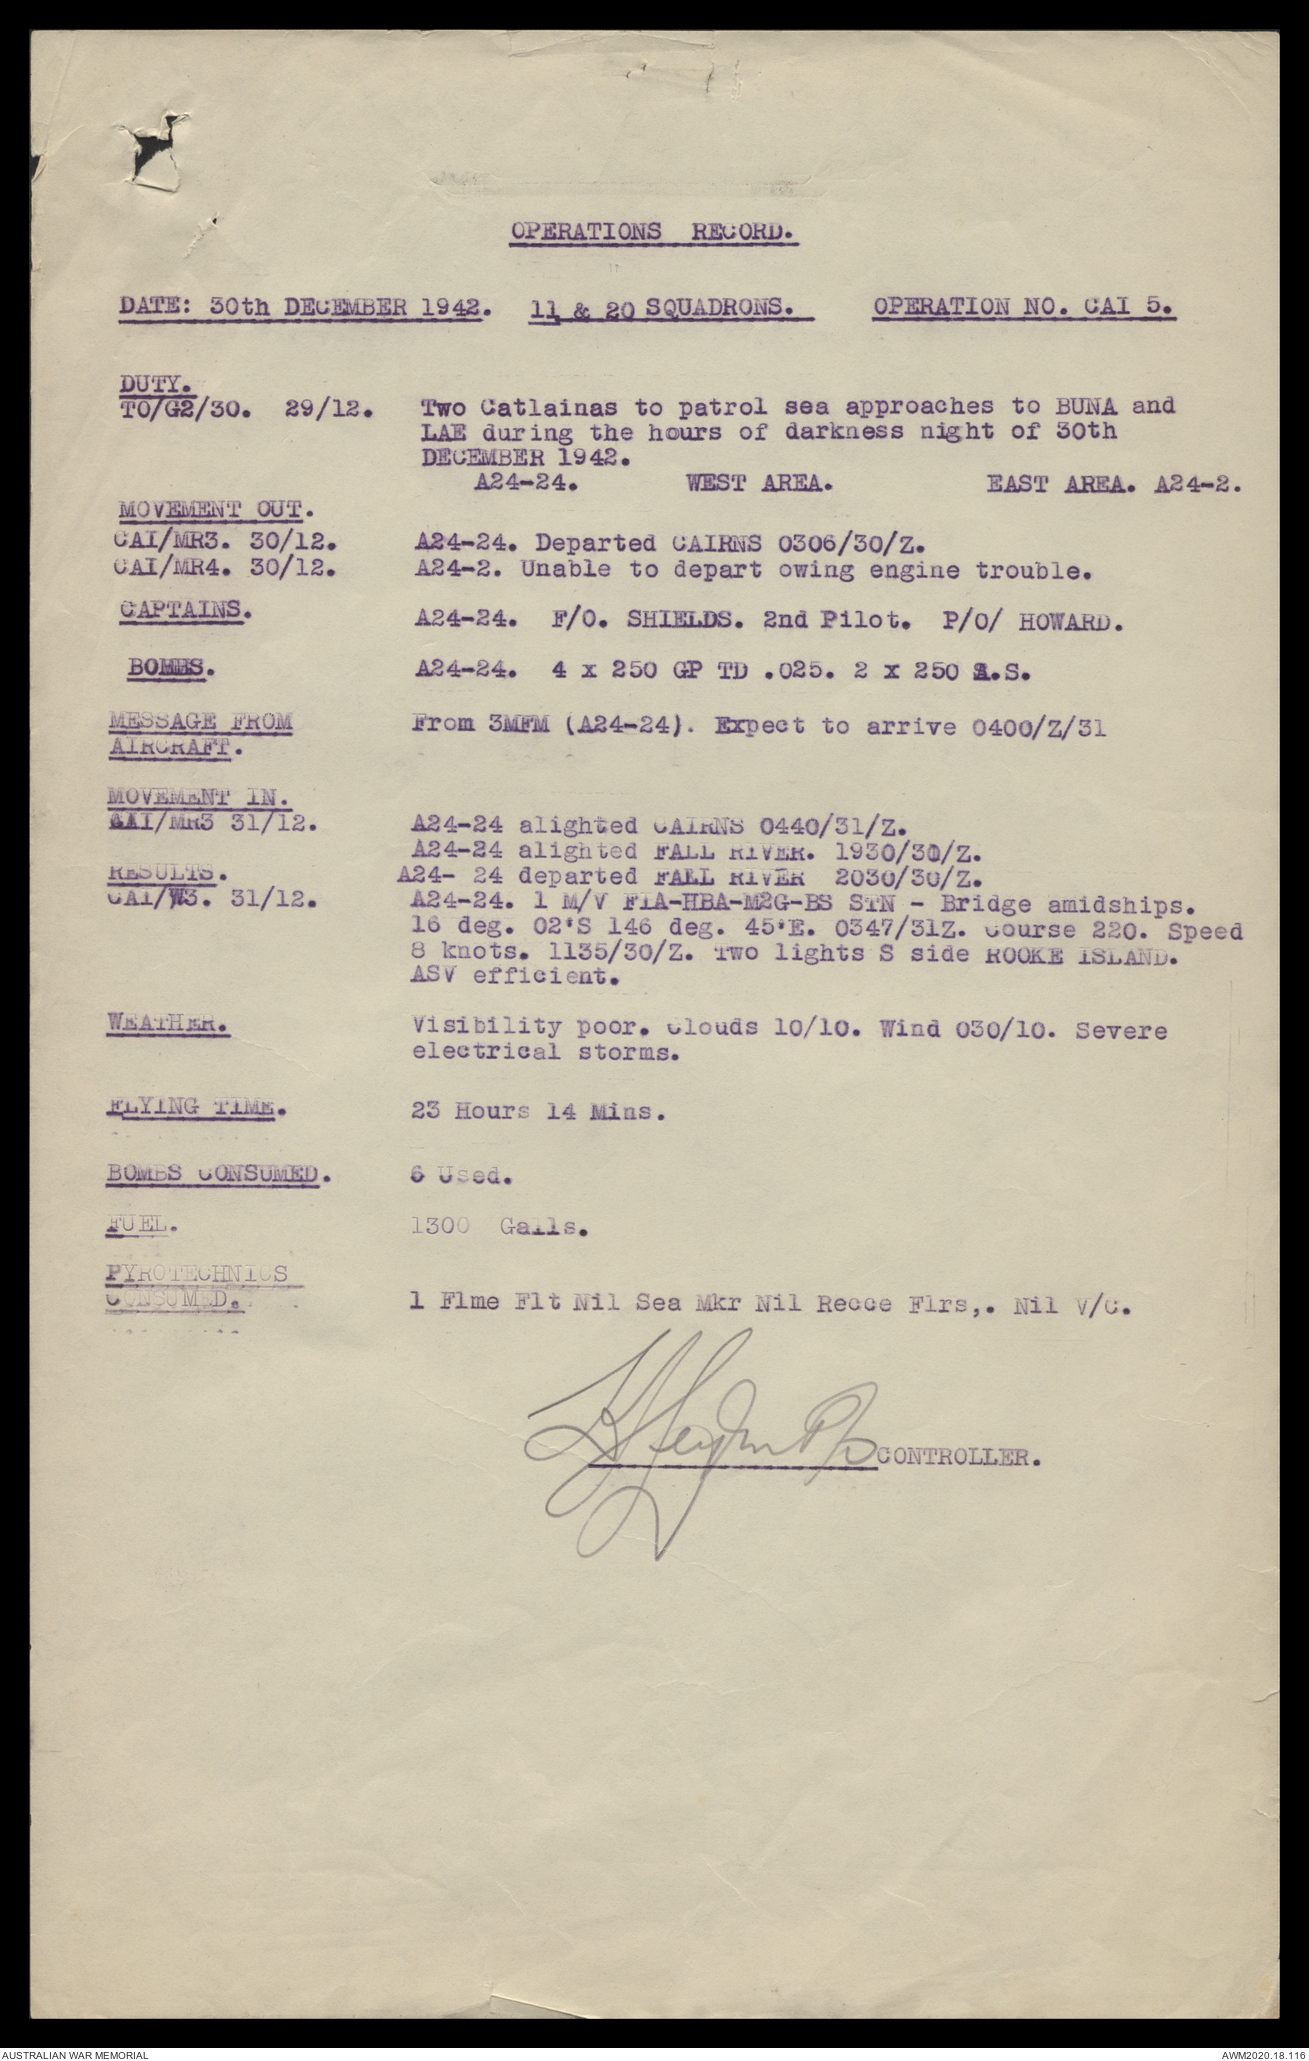 OPERATIONS RECORD.
DATE: 30th DECEMBER 1942. 11 & 20 SQUADRONS. OPERATION NO. CAI 5.
DUTY.
TO/G2/30. 29/12. Two Catlainas to patrol sea approaches to BUNA and
LAE during the hours of darkness night of 30th
DECEMBER 1942.
A24-24. WEST AREA. EAST AREA. A24-2.
MOVEMENT OUT.
CAI/MR3. 30/12. A24-24. Departed CAIRNS 0306/30/Z.
CAI/MR4. 30/12. A24-2. Unable to depart owing engine trouble.
CAPTAINS. A24-24. F/O. SHIELDS. 2nd Pilot. P/O/ HOWARD.
BOMBS. A24-24. 4 x 250 GP TD .025. 2 x 250 A.S.
MESSAGE FROM From 3MFM (A24-24). Expect to arrive 0400/Z/31
AIRCRAFT.
MOVEMENT IN.
CAI/MR3 31/12. A24-24 alighted CAIRNS 0440/31/Z.
A24-24 alighted FALL RIVER. 1930/30/Z.
RESULTS. A24- 24 departed FALL RIVER 2030/30/Z.
CAI/W3. 31/12. A24-24. 1 M/V F1A-HBA-M2G-BS STN - Bridge amidships.
16 deg. 02'S 146 deg. 45'E. 0347/31Z. Course 220. Speed
8 knots. 1135/30/Z. Two lights S side ROOKE ISLAND.
ASV efficient.
WEATHER. Visibility poor. Clouds 10/10. Wind 030/10. Severe
electrical storms.
FLYING TIME. 23 Hours 14 Mins.
BOMBS CONSUMED. 6 Used.
FUEL. 1300 Galls.
PYROTECHNICS
CONSUMED. 1 Flme Flt Nil Sea Mkr Nil Recce Flrs,. Nil V/C.
CONTROLLER.
AUSTRALIAN WAR MEMORIAL AWM2020.18.116